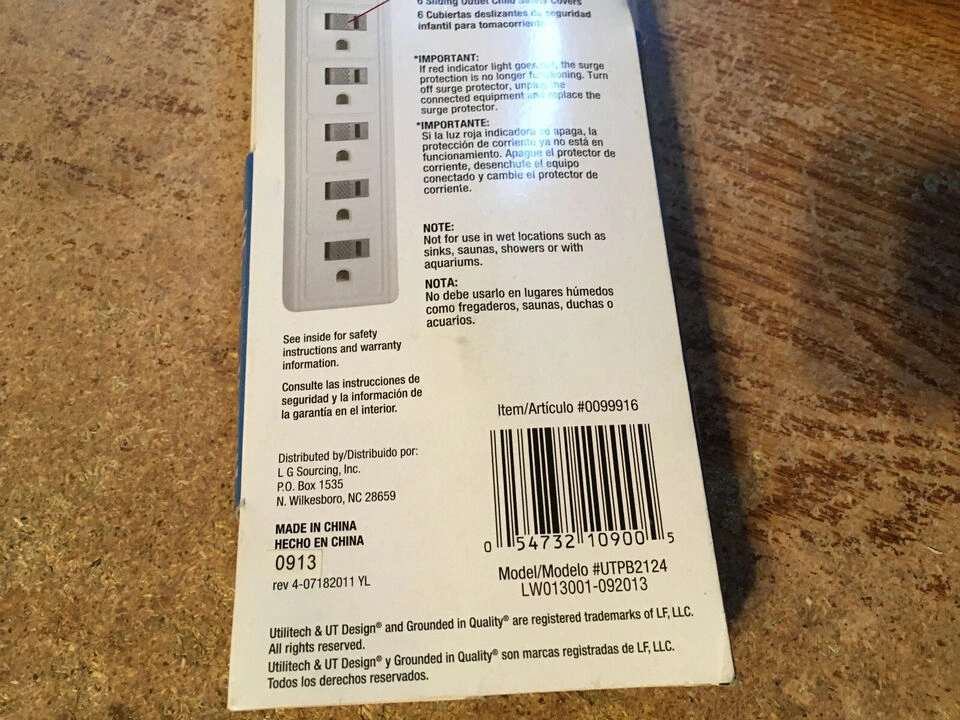 6 Sliding Outlet Child Safety Covers
6 Cubiertas deslizantes de seguridad
infantil para tomacorriente
*IMPORTANT:
If red indicator light goes out, the surge
protection is no longer functioning. Turn
off surge protector, unplug the
connected equipment and replace the
surge protector.
*IMPORTANTE:
Si la luz roja indicadora se apaga, la
protección de corriente ya no está en
funcionamiento. Apague el protector de
corriente, desenchufe el equipo
conectado y cambie el protector de
corriente.
NOTE:
Not for use in wet locations such as
sinks, saunas, showers or with
aquariums.
NOTA:
No debe usarlo en lugares húmedos
como fregaderos, saunas, duchas o
acuarios.
See inside for safety
instructions and warranty
information.
Consulte las instrucciones de
seguridad y la información de
la garantía en el interior.
Distributed by/Distribuido por:
L G Sourcing, Inc.
P.O. Box 1535
N. Wilkesboro, NC 28659
MADE IN CHINA
HECHO EN CHINA
0913
rev 4-07182011 YL
Item/Artículo #0099916
0 54732 10900 5
Model/Modelo #UTPB2124
LW013001-092013
Utilitech & UT Design® and Grounded in Quality® are registered trademarks of LF, LLC.
All rights reserved.
Utilitech & UT Design® y Grounded in Quality® son marcas registradas de LF, LLC.
Todos los derechos reservados.